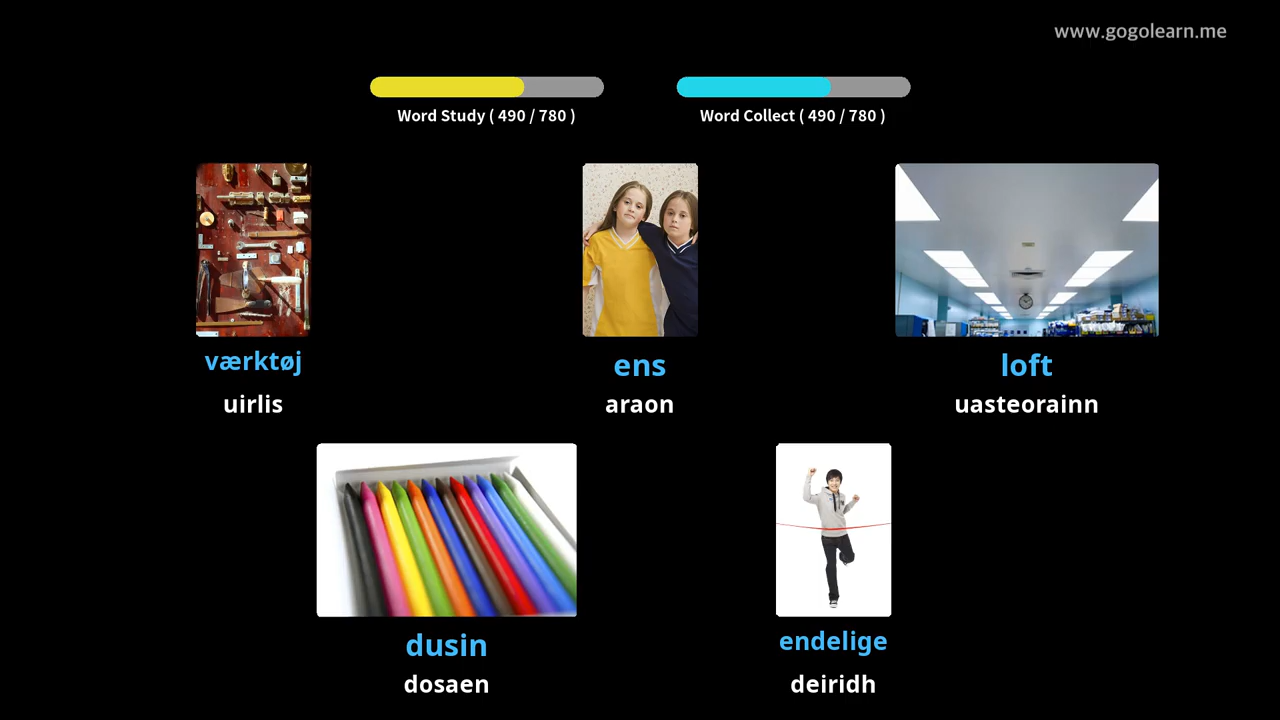 www.gogolearn.me
Word Study ( 490 / 780 )
Word Collect ( 490 / 780 )
værktøj
uirlis
ens
araon
loft
uasteorainn
dusin
dosaen
endelige
deiridh